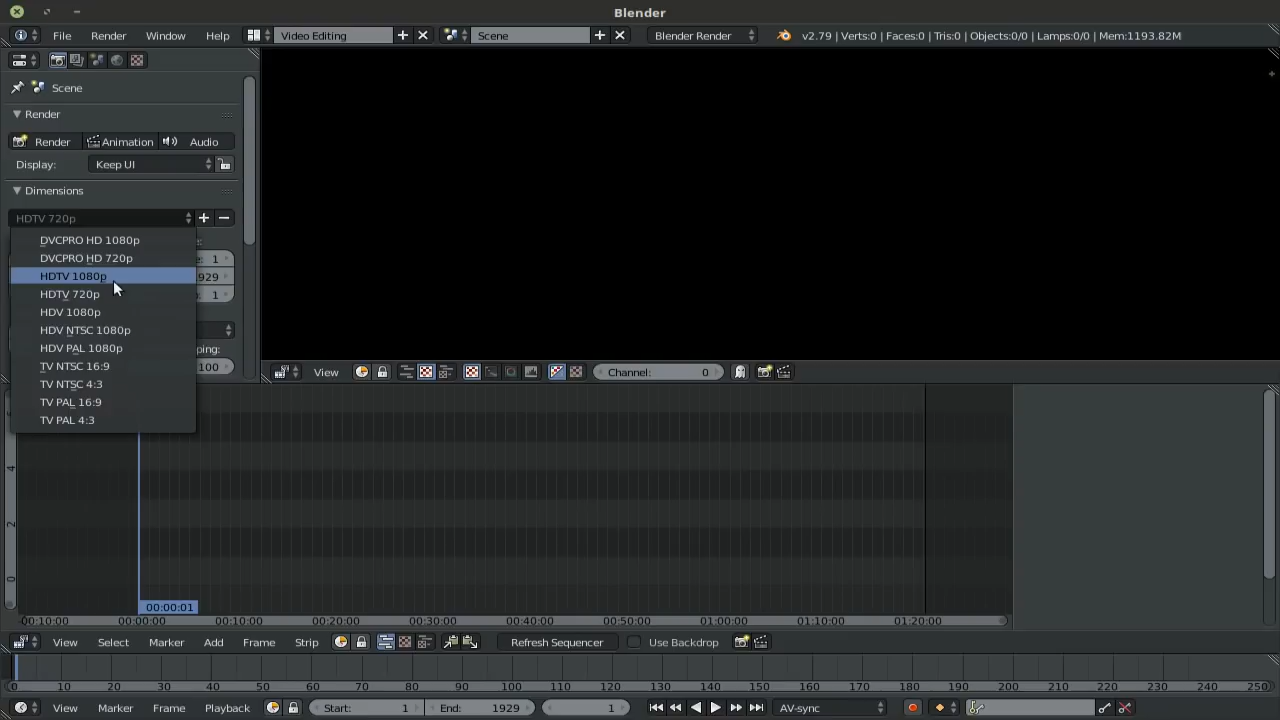 Blender
File Render Window Help Video Editing Scene Blender Render v2.79 | Verts:0 | Faces:0 | Tris:0 | Objects:0/0 | Lamps:0/0 | Mem:1193.82M
Scene
Render
Render Animation Audio
Display: Keep UI
Dimensions
HDTV 720p
DVCPRO HD 1080p
DVCPRO HD 720p
HDTV 1080p
HDTV 720p
HDV 1080p
HDV NTSC 1080p
HDV PAL 1080p
TV NTSC 16:9
TV NTSC 4:3
TV PAL 16:9
TV PAL 4:3
e:
e: 1
929
1
ping:
100
View Channel: 0
4
2
0
00:00:01
00:10:00 00:00:00 00:10:00 00:20:00 00:30:00 00:40:00 00:50:00 01:00:00 01:10:00 01:20:00
View Select Marker Add Frame Strip Refresh Sequencer Use Backdrop
0 10 20 30 40 50 60 70 80 90 100 110 120 130 140 150 160 170 180 190 200 210 220 230 240 250
View Marker Frame Playback Start: 1 End: 1929 1 AV-sync